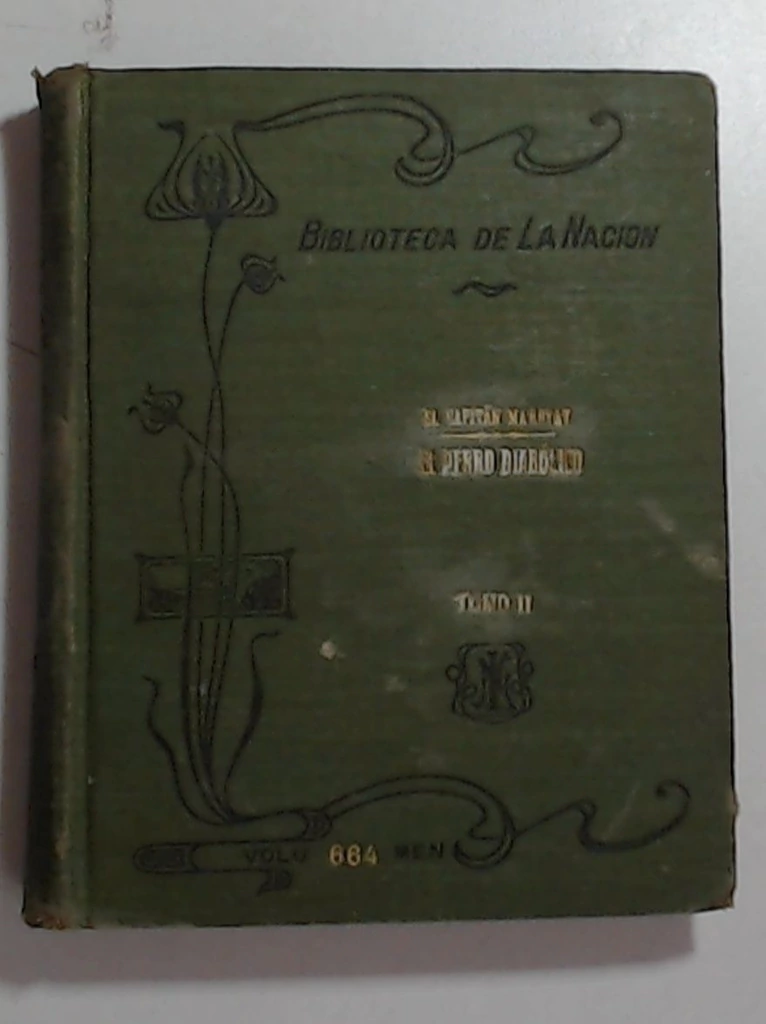 BIBLIOTECA DE LA NACION
EL CAPITÁN MARRYAT
EL PERRO DIABÓLICO
TOMO II
VOLU 664 MEN